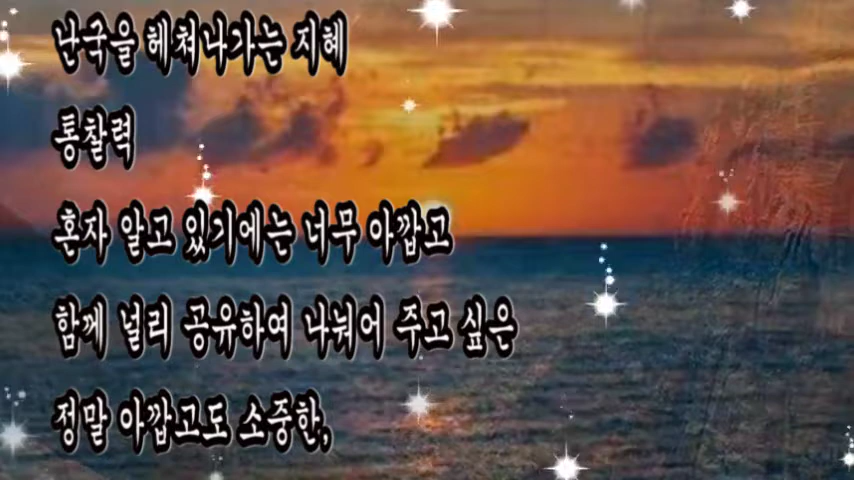 난국을 헤쳐나가는 지혜
통찰력
혼자 알고 있기에는 너무 아깝고
함께 널리 공유하여 나눠어 주고 싶은
정말 아깝고도 소중한,